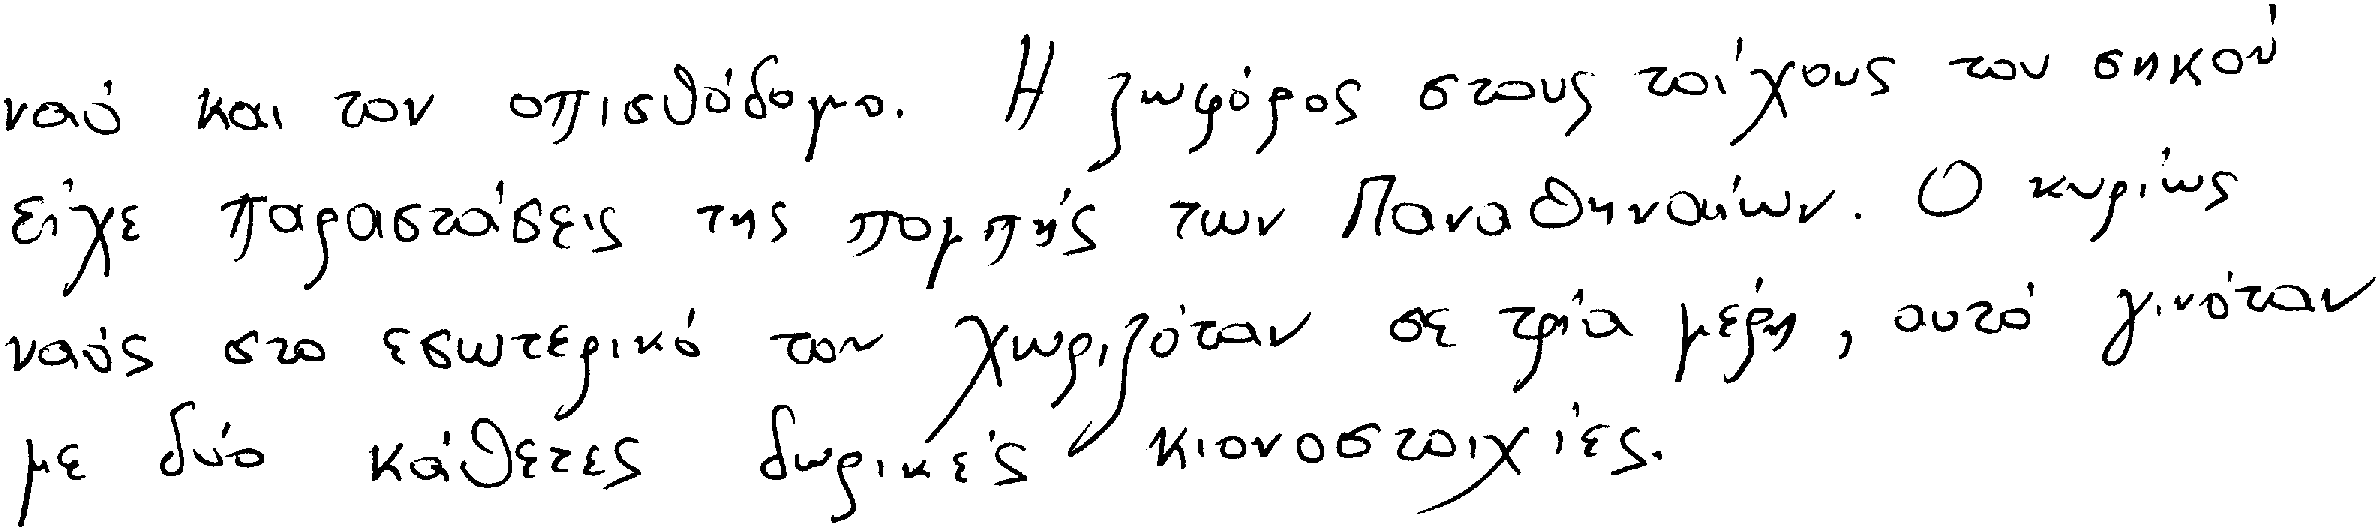 ναό και τον οπισθόδομο. Η ζωφόρος στους τοίχους του σηκού
είχε παραστάσεις της πομπής των Παναθηναίων. Ο κυρίως
ναός στο εσωτερικό του χωριζόταν σε τρία μέρη, αυτό γινόταν
με δύο κάθετες δωρικές κιονοστοιχίες.